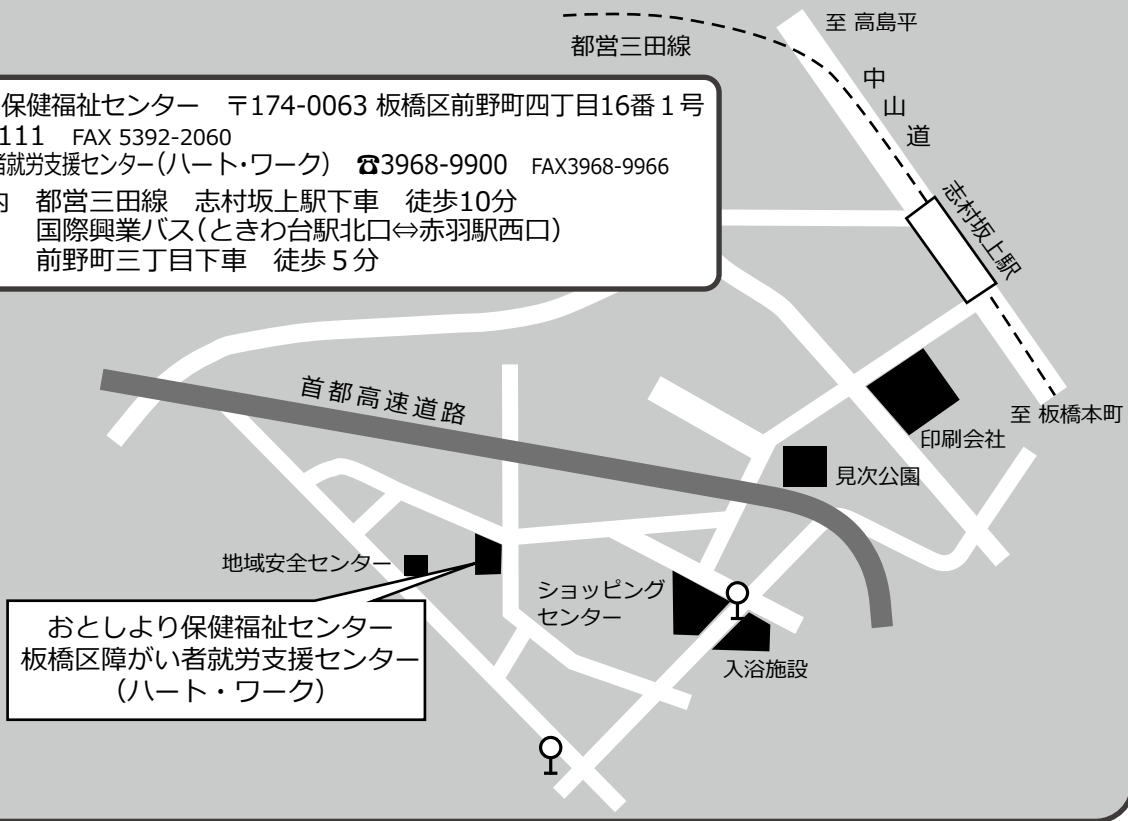 都営三田線
至 高島平
中山道
保健福祉センター 〒174-0063 板橋区前野町四丁目16番1号
111 FAX 5392-2060
者就労支援センター(ハート・ワーク) ☎3968-9900 FAX3968-9966
内 都営三田線 志村坂上駅下車 徒歩10分
国際興業バス(ときわ台駅北口⇔赤羽駅西口)
前野町三丁目下車 徒歩5分
志村坂上駅
首都高速道路
至 板橋本町
印刷会社
見次公園
地域安全センター
ショッピング
センター
入浴施設
おとしより保健福祉センター
板橋区障がい者就労支援センター
(ハート・ワーク)